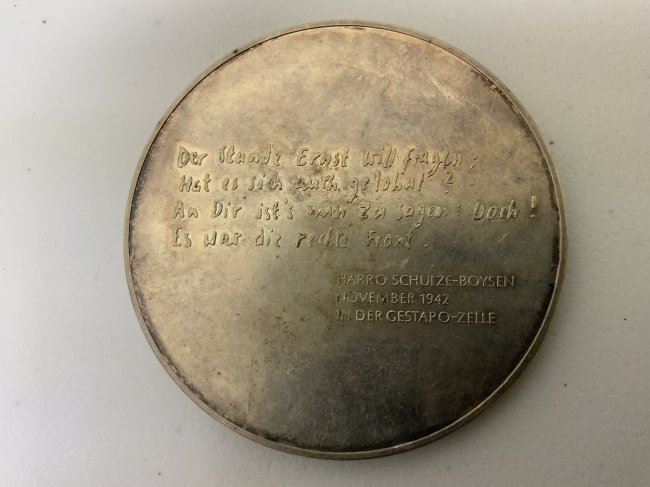 Der Stunde Ernst will fragen:
Hat es sich auch gelohnt?
An Dir ist's nun zu sagen: Doch!
Es war die rechte Front.
HARRO SCHULZE-BOYSEN
NOVEMBER 1942
IN DER GESTAPO-ZELLE